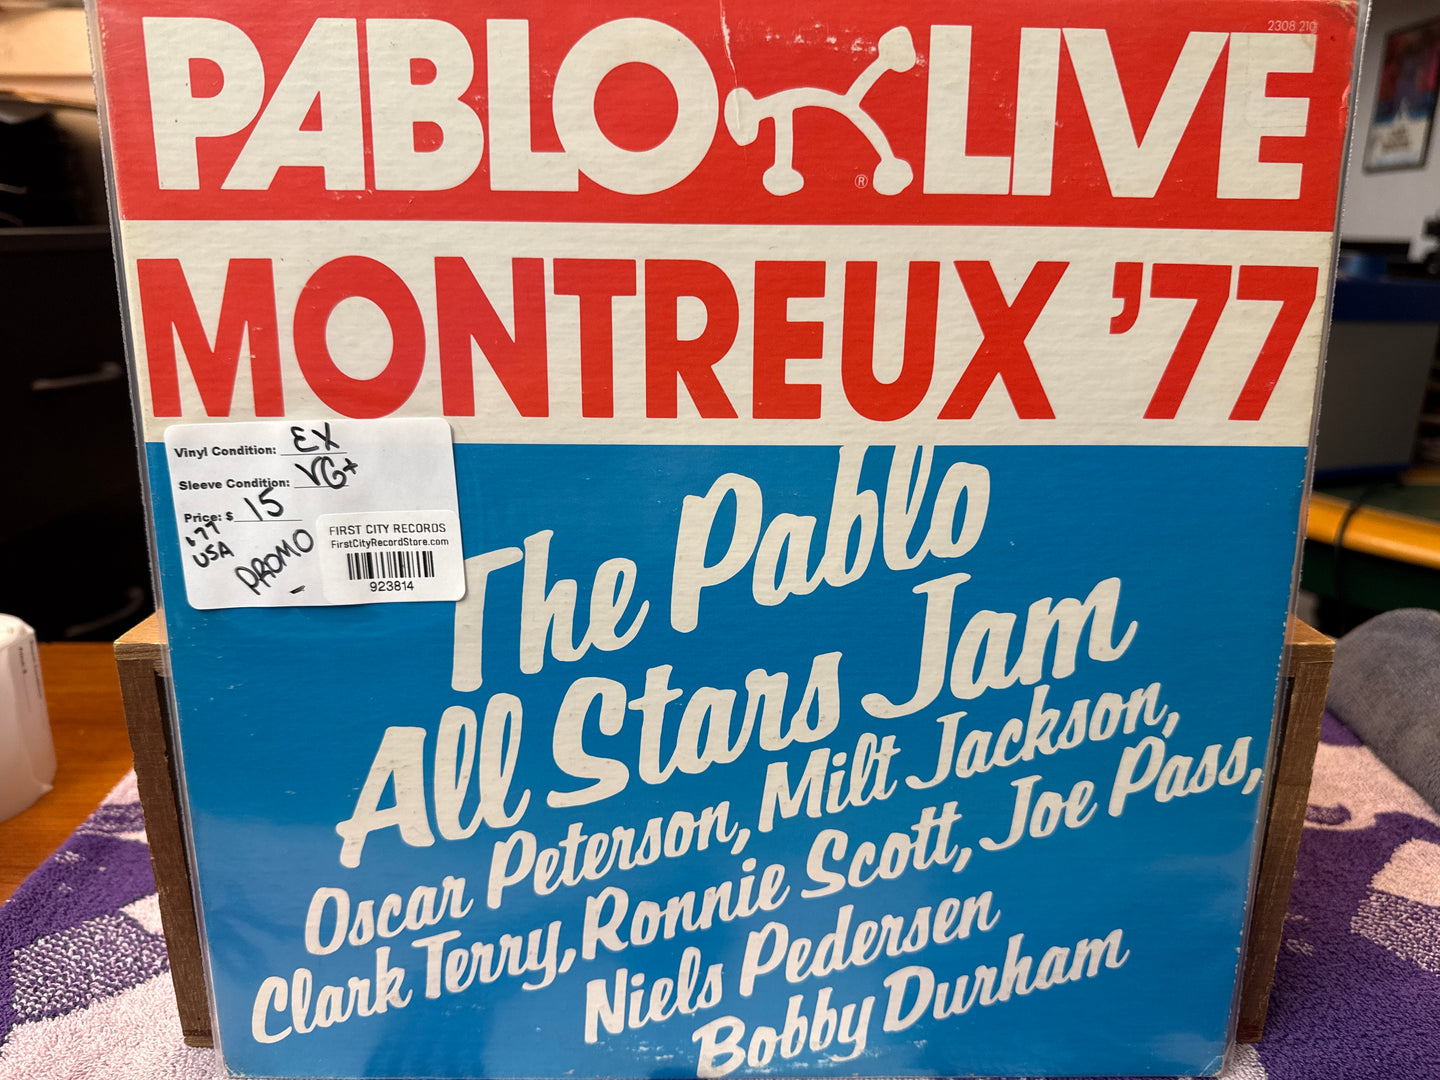 PABLO LIVE
2308 210
®
MONTREUX '77
Vinyl Condition: EX
Sleeve Condition: VG+
Price: $ 15
'77
USA
PROMO
FIRST CITY RECORDS
FirstCityRecordStore.com
923814
The Pablo
All Stars Jam
Oscar Peterson, Milt Jackson,
Clark Terry, Ronnie Scott, Joe Pass,
Niels Pedersen
Bobby Durham